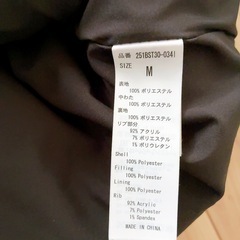 品番 251BST30-0341
SIZE
M
表地
100% ポリエステル
中わた
100% ポリエステル
裏地
100% ポリエステル
リブ部分
92% アクリル
7% ポリエステル
1% ポリウレタン
Shell
100% Polyester
Filling
100% Polyester
Lining
100% Polyester
Rib
92% Acrylic
7% Polyester
1% Spandex
MADE IN CHINA